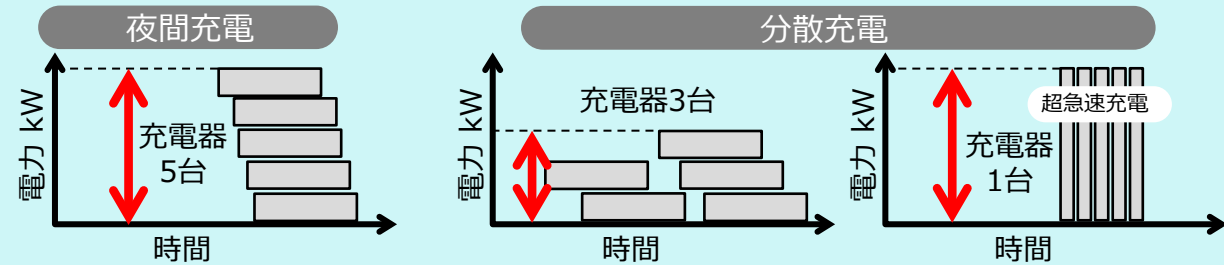 夜間充電
電力 kW
充電器
5台
時間
分散充電
電力 kW
充電器3台
時間
電力 kW
超急速充電
充電器
1台
時間